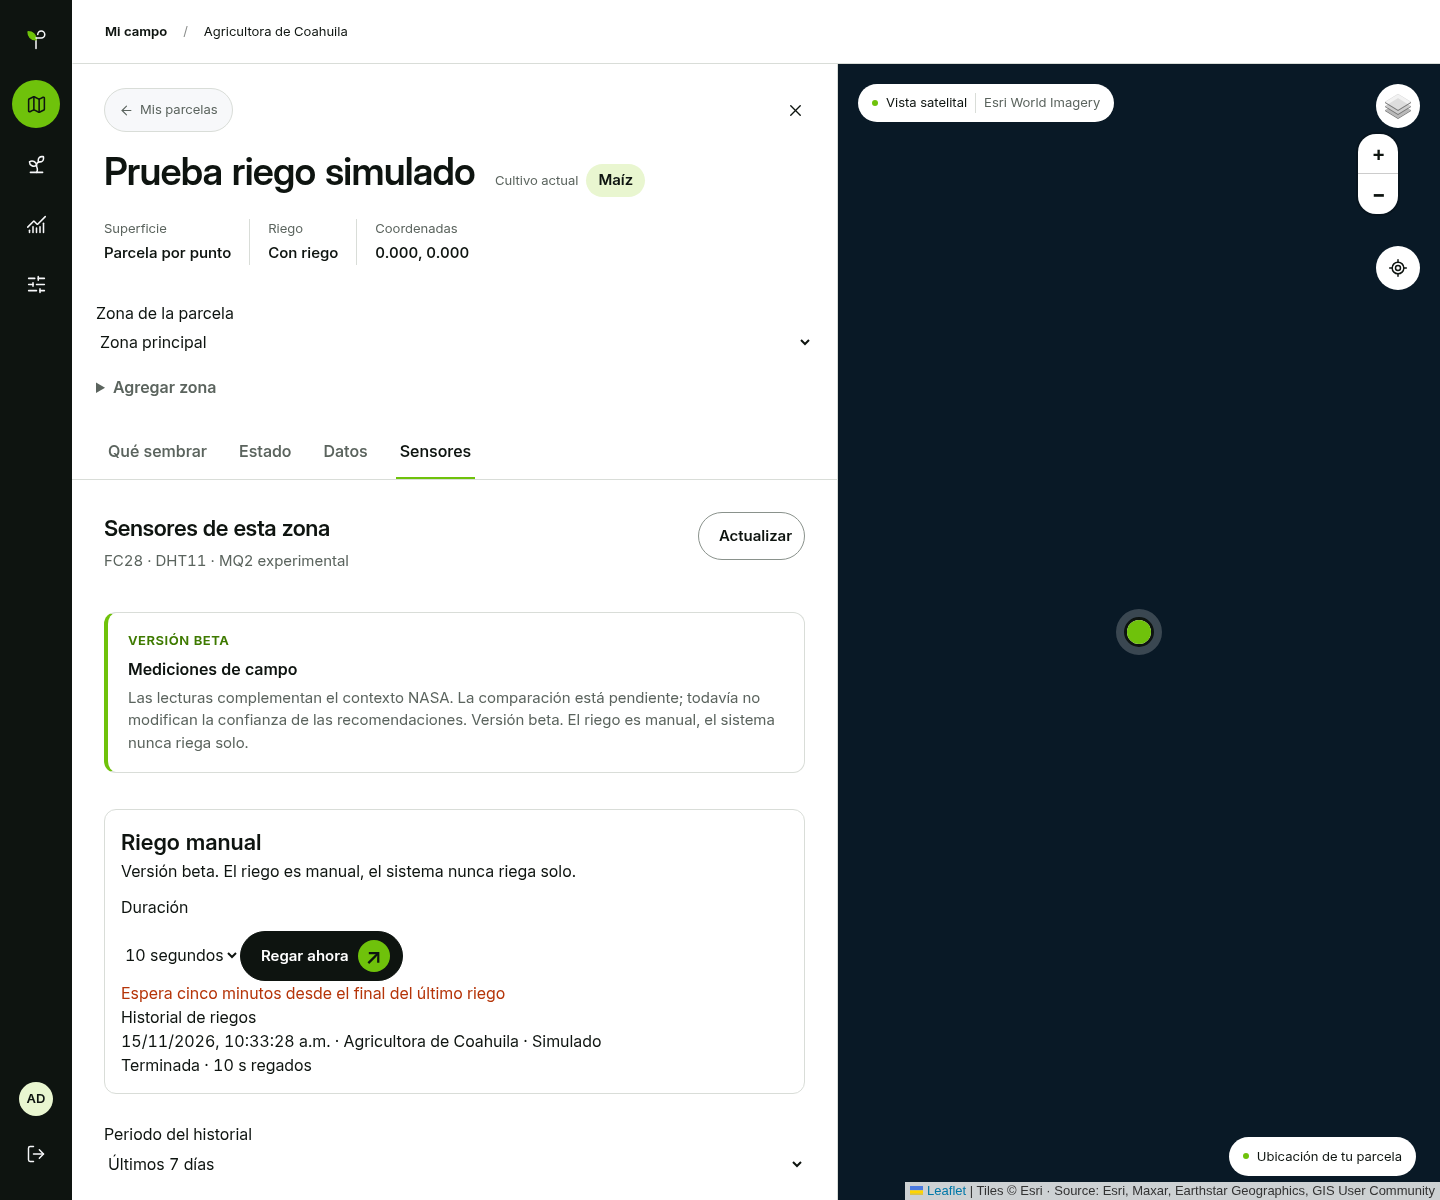 Mi campo / Agricultora de Coahuila
Mis parcelas
Prueba riego simulado
Cultivo actual Maíz
Superficie
Parcela por punto
Riego
Con riego
Coordenadas
0.000, 0.000
Zona de la parcela
Zona principal
Agregar zona
Qué sembrar Estado Datos Sensores
Sensores de esta zona
FC28 · DHT11 · MQ2 experimental
Actualizar
VERSIÓN BETA
Mediciones de campo
Las lecturas complementan el contexto NASA. La comparación está pendiente; todavía no
modifican la confianza de las recomendaciones. Versión beta. El riego es manual, el sistema
nunca riega solo.
Riego manual
Versión beta. El riego es manual, el sistema nunca riega solo.
Duración
10 segundos Regar ahora
Espera cinco minutos desde el final del último riego
Historial de riegos
15/11/2026, 10:33:28 a.m. · Agricultora de Coahuila · Simulado
Terminada · 10 s regados
Periodo del historial
Últimos 7 días
AD
Vista satelital Esri World Imagery
+
−
Ubicación de tu parcela
Leaflet | Tiles © Esri · Source: Esri, Maxar, Earthstar Geographics, GIS User Community